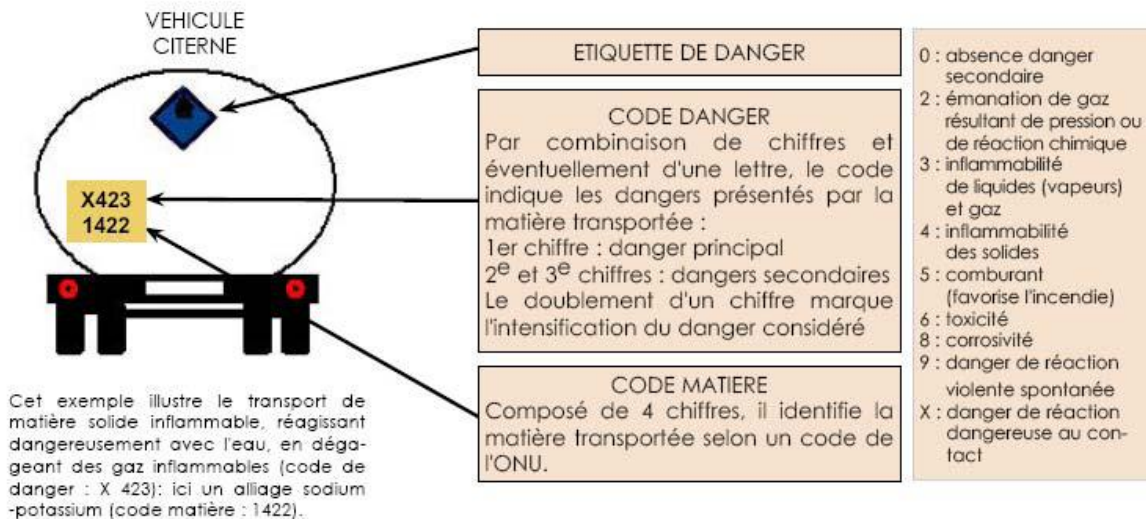 VEHICULE
CITERNE
X423
1422
Cet exemple illustre le transport de
matière solide inflammable, réagissant
dangereusement avec l'eau, en déga-
geant des gaz inflammables (code de
danger : X 423): ici un alliage sodium
-potassium (code matière : 1422).
ETIQUETTE DE DANGER
CODE DANGER
Par combinaison de chiffres et
éventuellement d'une lettre, le code
indique les dangers présentés par la
matière transportée :
1er chiffre : danger principal
2e et 3e chiffres : dangers secondaires
Le doublement d'un chiffre marque
l'intensification du danger considéré
CODE MATIERE
Composé de 4 chiffres, il identifie la
matière transportée selon un code de
l'ONU.
0 : absence danger
secondaire
2 : émanation de gaz
résultant de pression ou
de réaction chimique
3 : inflammabilité
de liquides (vapeurs)
et gaz
4 : inflammabilité
des solides
5 : comburant
(favorise l'incendie)
6 : toxicité
8 : corrosivité
9 : danger de réaction
violente spontanée
X : danger de réaction
dangereuse au con-
tact